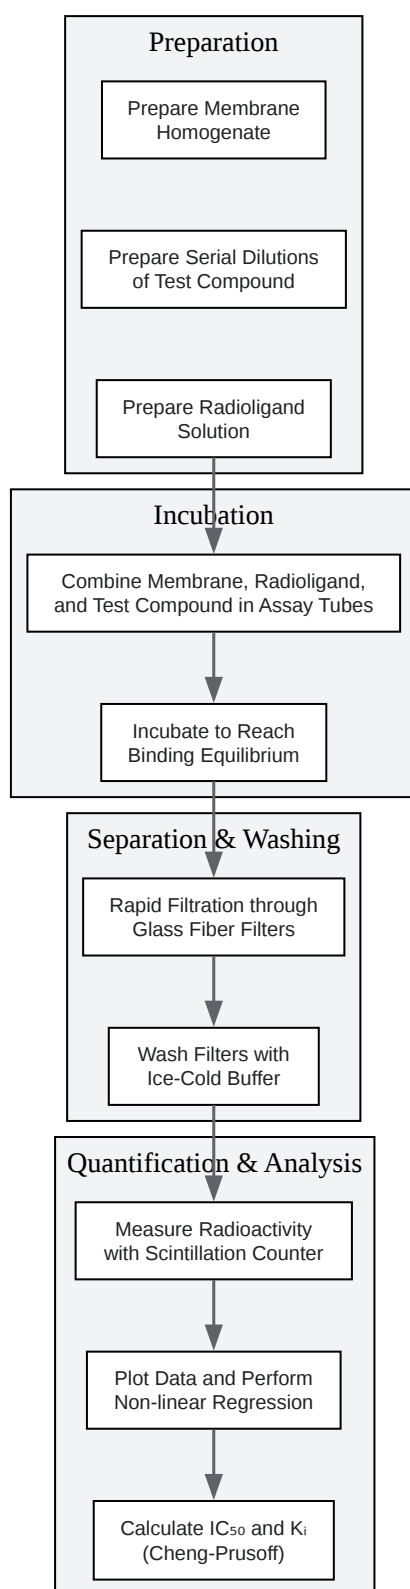 Preparation
Prepare Membrane
Homogenate
Prepare Serial Dilutions
of Test Compound
Prepare Radioligand
Solution
Incubation
Combine Membrane, Radioligand,
and Test Compound in Assay Tubes
Incubate to Reach
Binding Equilibrium
Separation & Washing
Rapid Filtration through
Glass Fiber Filters
Wash Filters with
Ice-Cold Buffer
Quantification & Analysis
Measure Radioactivity
with Scintillation Counter
Plot Data and Perform
Non-linear Regression
Calculate IC₅₀ and Kᵢ
(Cheng-Prusoff)